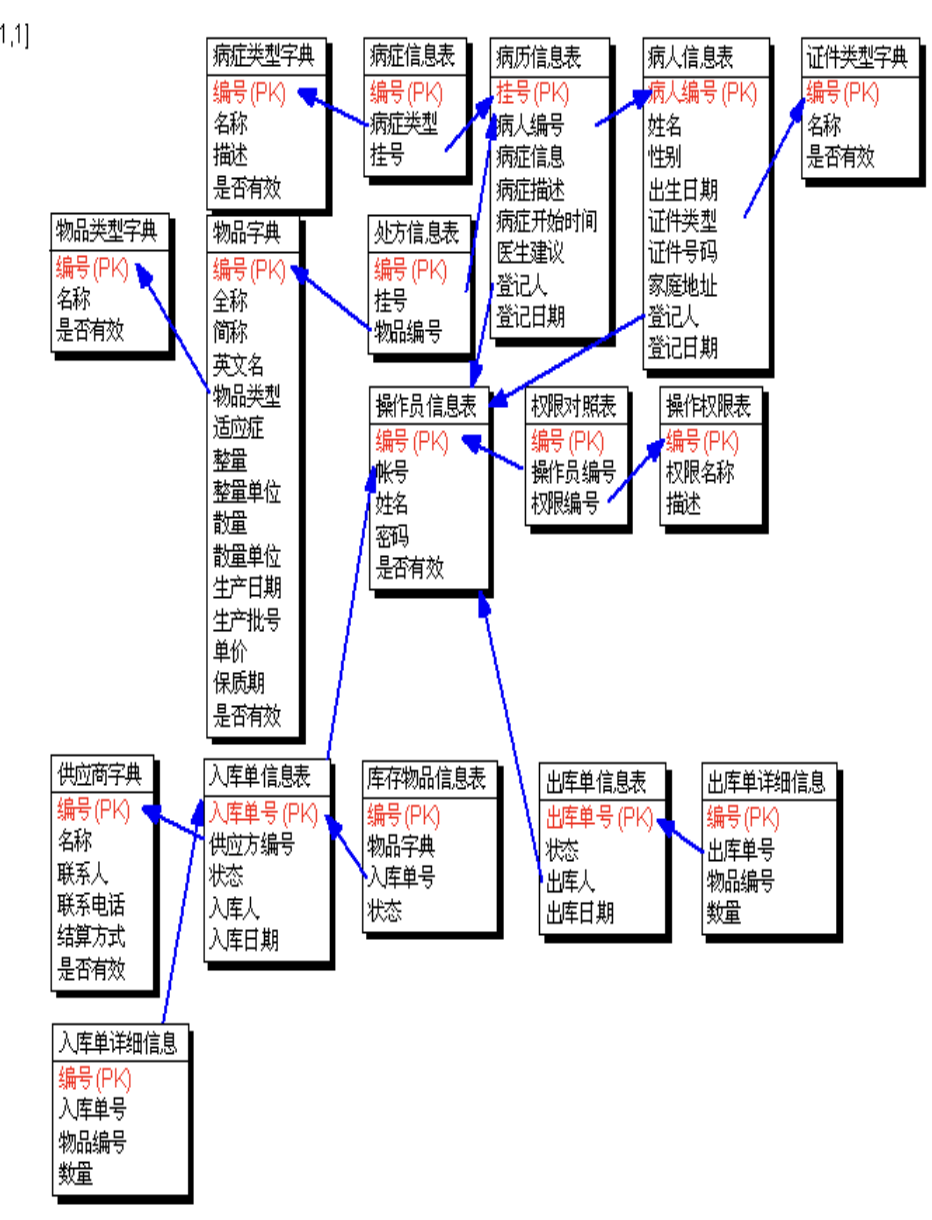 1,1]
病症类型字典
编号(PK)
名称
描述
是否有效
病症信息表
编号(PK)
病症类型
挂号
病历信息表
挂号(PK)
病人编号
病症信息
病症描述
病症开始时间
医生建议
登记人
登记日期
病人信息表
病人编号(PK)
姓名
性别
出生日期
证件类型
证件号码
家庭地址
登记人
登记日期
证件类型字典
编号(PK)
名称
是否有效
物品类型字典
编号(PK)
名称
是否有效
物品字典
编号(PK)
全称
简称
英文名
物品类型
适应症
整量
整量单位
散量
散量单位
生产日期
生产批号
单价
保质期
是否有效
处方信息表
编号(PK)
挂号
物品编号
操作员信息表
编号(PK)
帐号
姓名
密码
是否有效
权限对照表
编号(PK)
操作员编号
权限编号
操作权限表
编号(PK)
权限名称
描述
供应商字典
编号(PK)
名称
联系人
联系电话
结算方式
是否有效
入库单信息表
入库单号(PK)
供应方编号
状态
入库人
入库日期
库存物品信息表
编号(PK)
物品字典
入库单号
状态
出库单信息表
出库单号(PK)
状态
出库人
出库日期
出库单详细信息
编号(PK)
出库单号
物品编号
数量
入库单详细信息
编号(PK)
入库单号
物品编号
数量